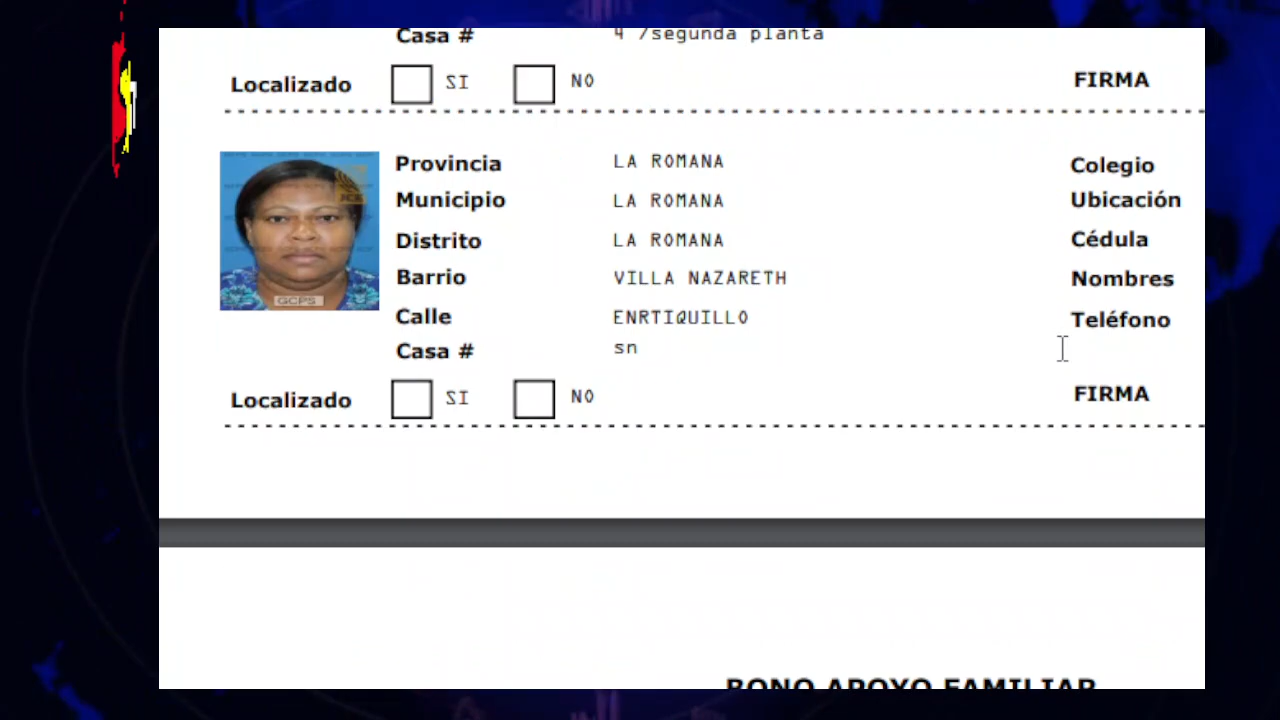 Casa # 4 /segunda planta
Localizado SI NO FIRMA
Provincia LA ROMANA Colegio
Municipio LA ROMANA Ubicación
Distrito LA ROMANA Cédula
Barrio VILLA NAZARETH Nombres
Calle ENRTIQUILLO Teléfono
Casa # sn
GCPS
Localizado SI NO FIRMA
BONO APOYO FAMILIAR